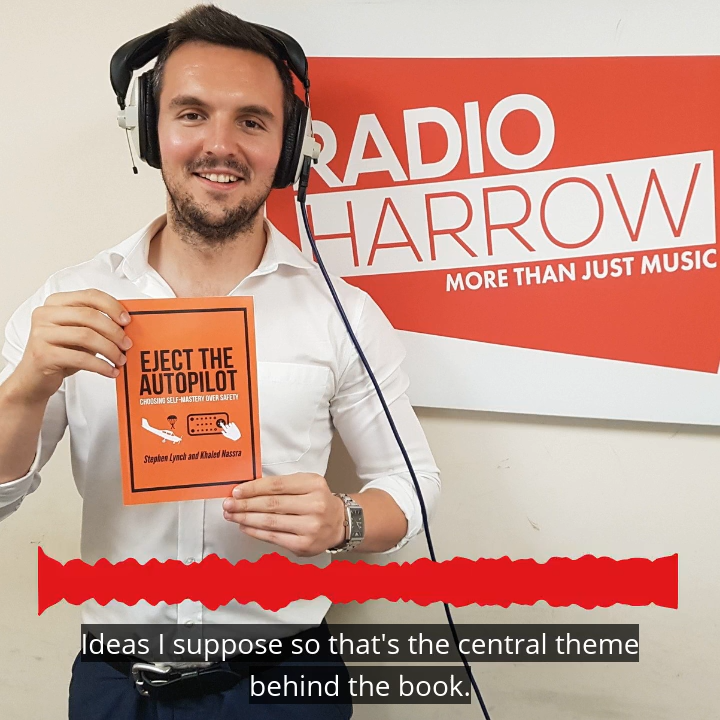 RADIO
HARROW
MORE THAN JUST MUSIC
EJECT THE
AUTOPILOT
CHOOSING SELF-MASTERY OVER SAFETY
Stephen Lynch and Khaled Nassra
Ideas I suppose so that's the central theme
behind the book.